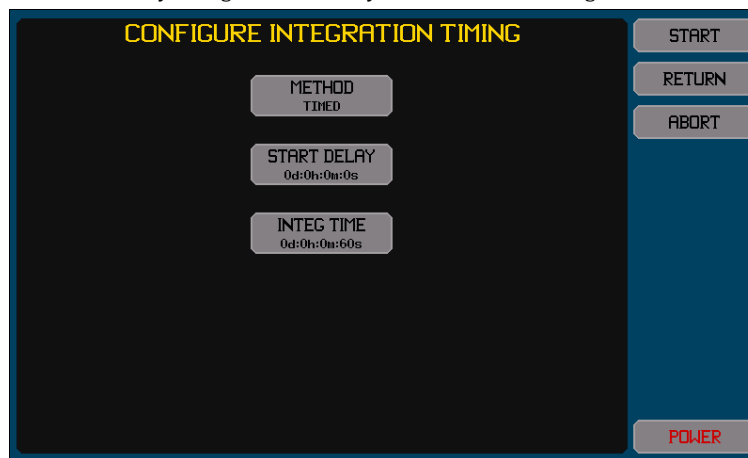 CONFIGURE INTEGRATION TIMING
START
RETURN
ABORT
METHOD
TIMED
START DELAY
0d:0h:0m:0s
INTEG TIME
0d:0h:0m:60s
POWER